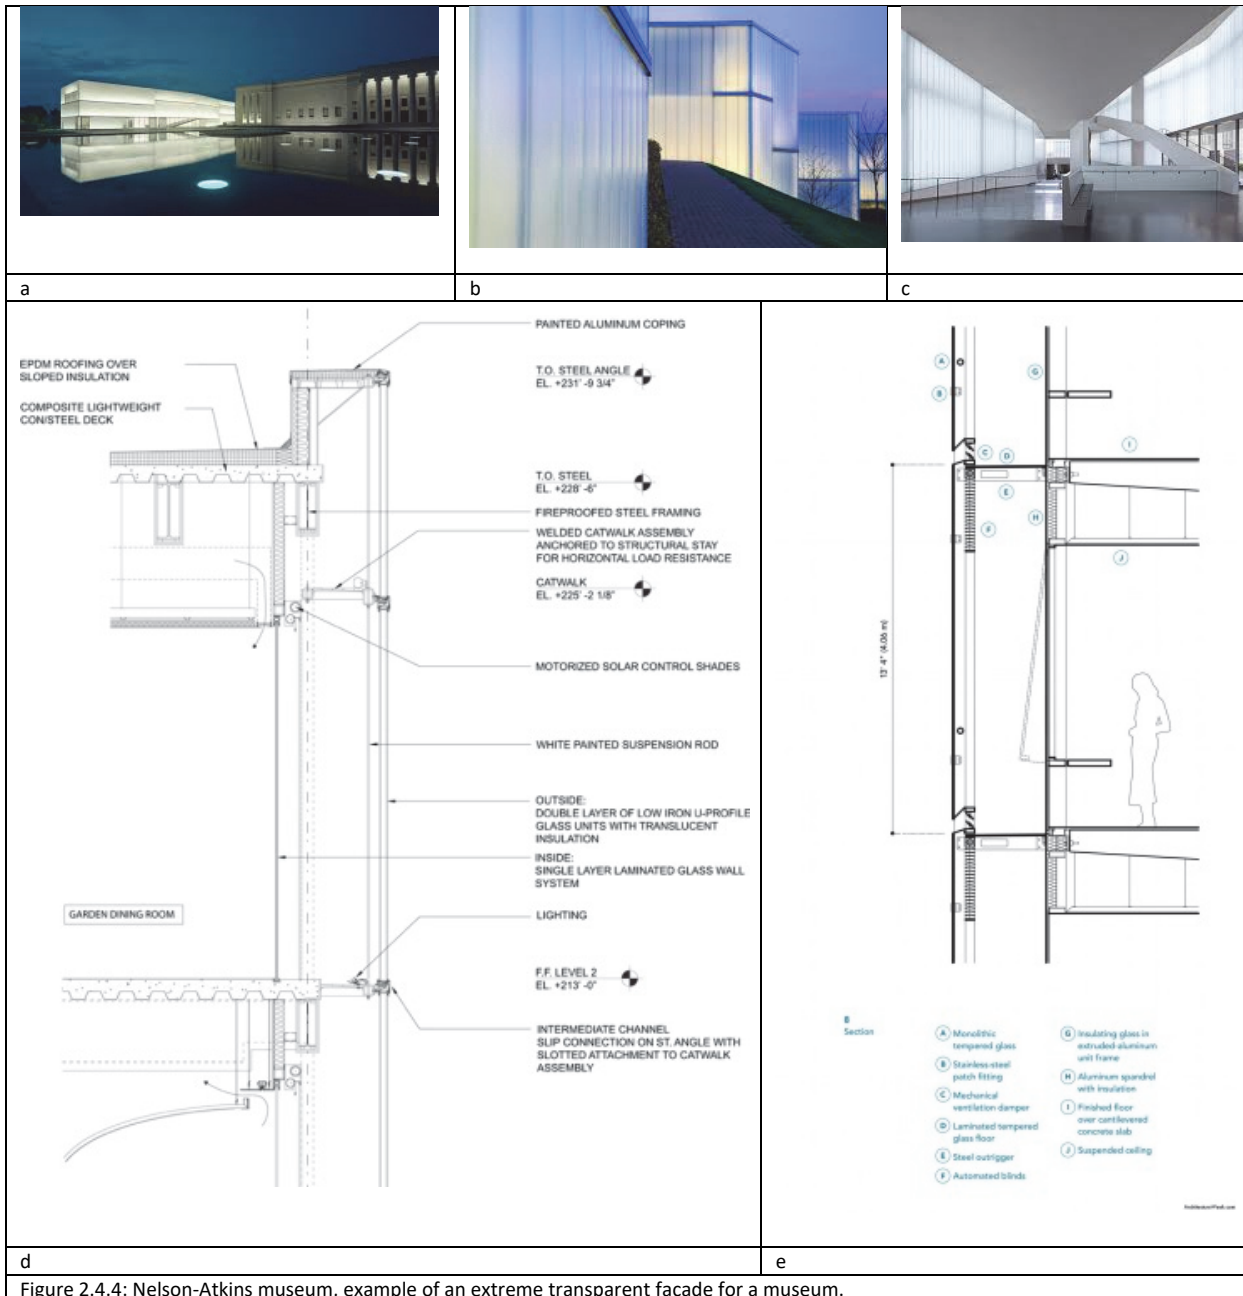 a
b
c
PAINTED ALUMINUM COPING
EPDM ROOFING OVER
SLOPED INSULATION
T.O. STEEL ANGLE
EL. +231' -9 3/4"
COMPOSITE LIGHTWEIGHT
CON/STEEL DECK
T.O. STEEL
EL. +228' -6"
FIREPROOFED STEEL FRAMING
WELDED CATWALK ASSEMBLY
ANCHORED TO STRUCTURAL STAY
FOR HORIZONTAL LOAD RESISTANCE
CATWALK
EL. +225' -2 1/8"
MOTORIZED SOLAR CONTROL SHADES
WHITE PAINTED SUSPENSION ROD
OUTSIDE:
DOUBLE LAYER OF LOW IRON U-PROFILE
GLASS UNITS WITH TRANSLUCENT
INSULATION
INSIDE:
SINGLE LAYER LAMINATED GLASS WALL
SYSTEM
GARDEN DINING ROOM
LIGHTING
F.F. LEVEL 2
EL. +213' -0"
INTERMEDIATE CHANNEL
SLIP CONNECTION ON ST. ANGLE WITH
SLOTTED ATTACHMENT TO CATWALK
ASSEMBLY
A
G
B
I
C
D
E
H
F
J
13' 4" (4.06 m)
B
Section
A Monolithic
tempered glass
B Stainless-steel
patch fitting
C Mechanical
ventilation damper
D Laminated tempered
glass floor
E Steel outrigger
F Automated blinds
G Insulating glass in
extruded-aluminum
unit frame
H Aluminum spandrel
with insulation
I Finished floor
over cantilevered
concrete slab
J Suspended ceiling
d
e
Figure 2.4.4: Nelson-Atkins museum, example of an extreme transparent facade for a museum.